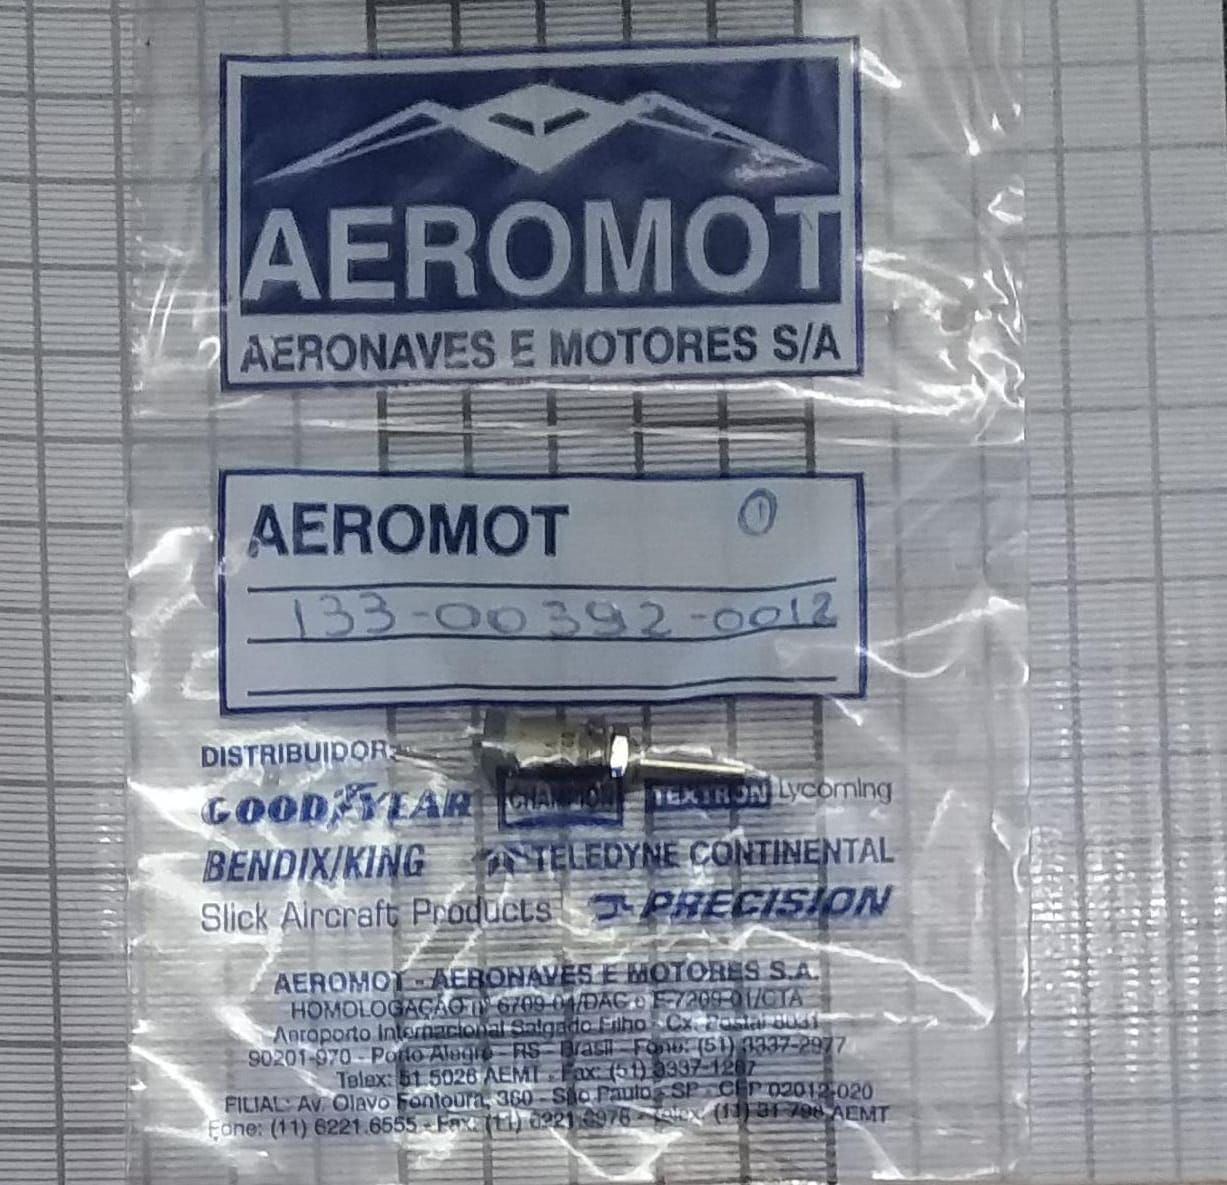 AEROMOT
AERONAVES E MOTORES S/A
AEROMOT 1
133-00392-0012
DISTRIBUIDOR:
GOODYEAR CHAMPION TEXTRON Lycoming
BENDIX/KING TELEDYNE CONTINENTAL
Slick Aircraft Products PRECISION
AEROMOT - AERONAVES E MOTORES S.A.
HOMOLOGAÇÃO nº 6709-04/DAC e F-7209-01/CTA
Aeroporto Internacional Salgado Filho - Cx. Postal 8031
90201-970 - Porto Alegre - RS - Brasil - Fone: (51) 3337-2977
Telex: 51.5026 AEMT - Fax: (51) 3337-1267
FILIAL: Av. Olavo Fontoura, 360 - São Paulo - SP - CEP 02012-020
Fone: (11) 6221.6555 - Fax: (11) 6221.6976 - Telex: (11) 31 798 AEMT